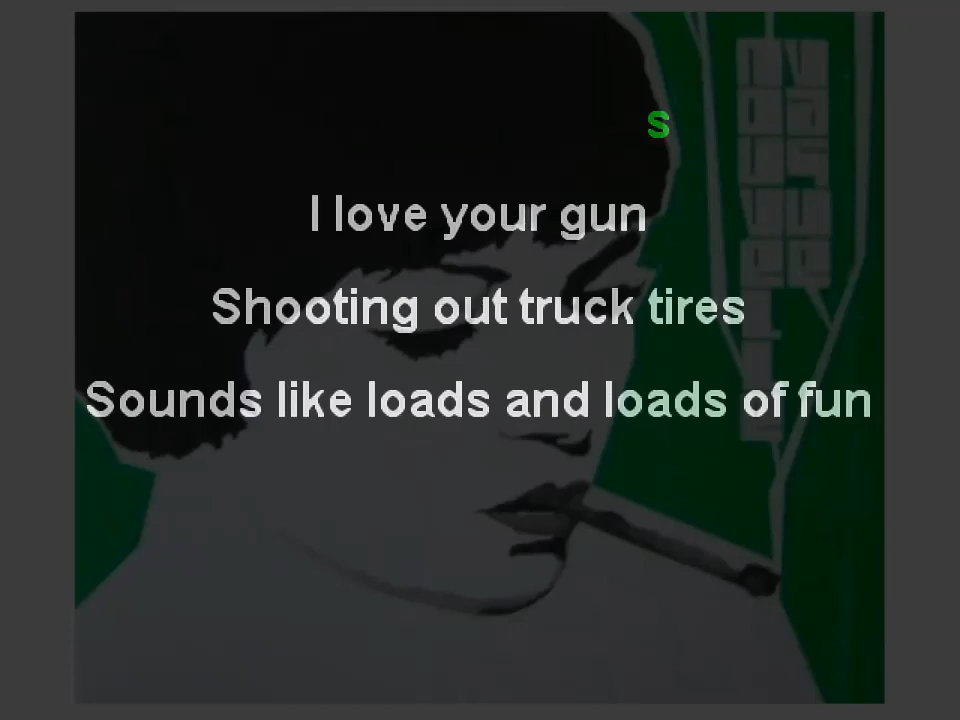 s
I love your gun
Shooting out truck tires
Sounds like loads and loads of fun